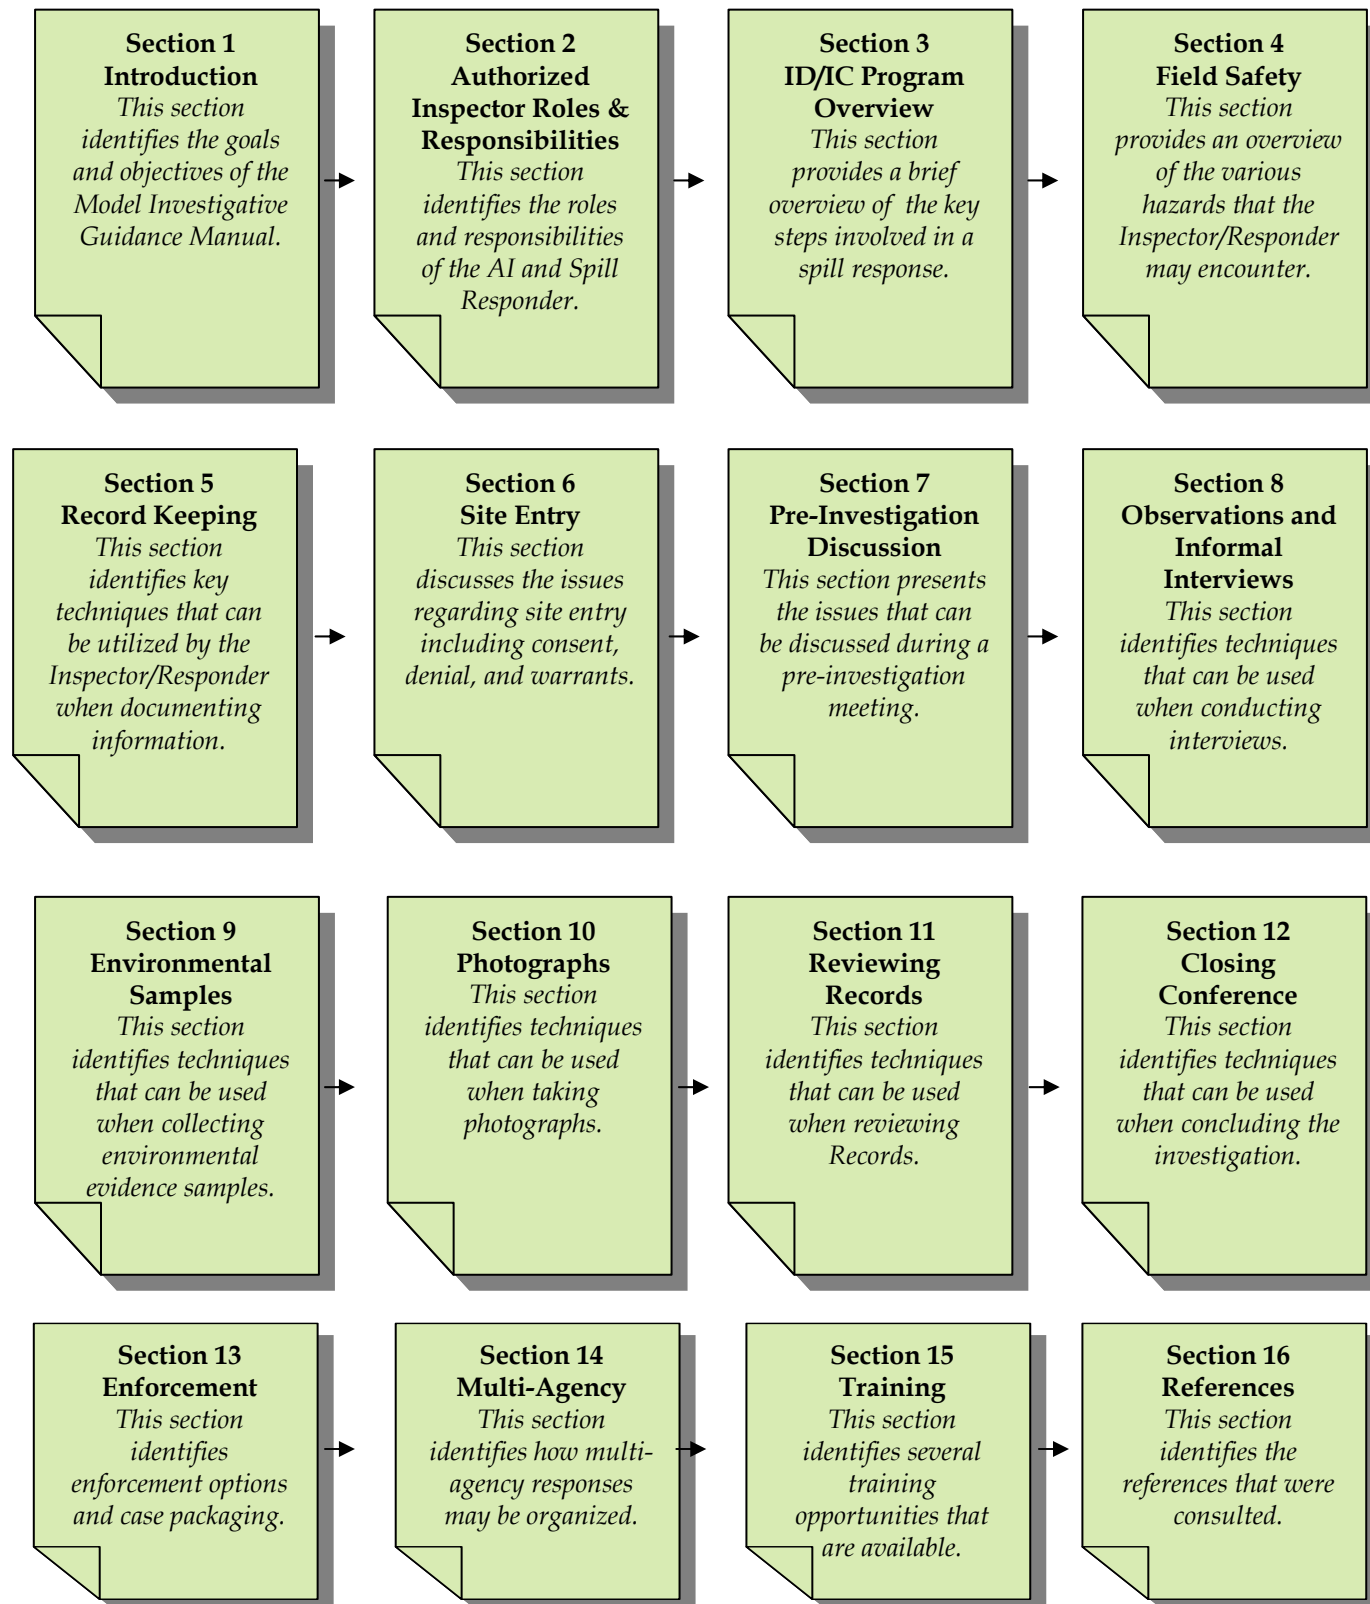 Section 1
Introduction
This section
identifies the goals
and objectives of the
Model Investigative
Guidance Manual.
Section 2
Authorized
Inspector Roles &
Responsibilities
This section
identifies the roles
and responsibilities
of the AI and Spill
Responder.
Section 3
ID/IC Program
Overview
This section
provides a brief
overview of the key
steps involved in a
spill response.
Section 4
Field Safety
This section
provides an overview
of the various
hazards that the
Inspector/Responder
may encounter.
Section 5
Record Keeping
This section
identifies key
techniques that can
be utilized by the
Inspector/Responder
when documenting
information.
Section 6
Site Entry
This section
discusses the issues
regarding site entry
including consent,
denial, and warrants.
Section 7
Pre-Investigation
Discussion
This section presents
the issues that can
be discussed during a
pre-investigation
meeting.
Section 8
Observations and
Informal
Interviews
This section
identifies techniques
that can be used
when conducting
interviews.
Section 9
Environmental
Samples
This section
identifies techniques
that can be used
when collecting
environmental
evidence samples.
Section 10
Photographs
This section
identifies techniques
that can be used
when taking
photographs.
Section 11
Reviewing
Records
This section
identifies techniques
that can be used
when reviewing
Records.
Section 12
Closing
Conference
This section
identifies techniques
that can be used
when concluding the
investigation.
Section 13
Enforcement
This section
identifies
enforcement options
and case packaging.
Section 14
Multi-Agency
This section
identifies how multi-
agency responses
may be organized.
Section 15
Training
This section
identifies several
training
opportunities that
are available.
Section 16
References
This section
identifies the
references that were
consulted.